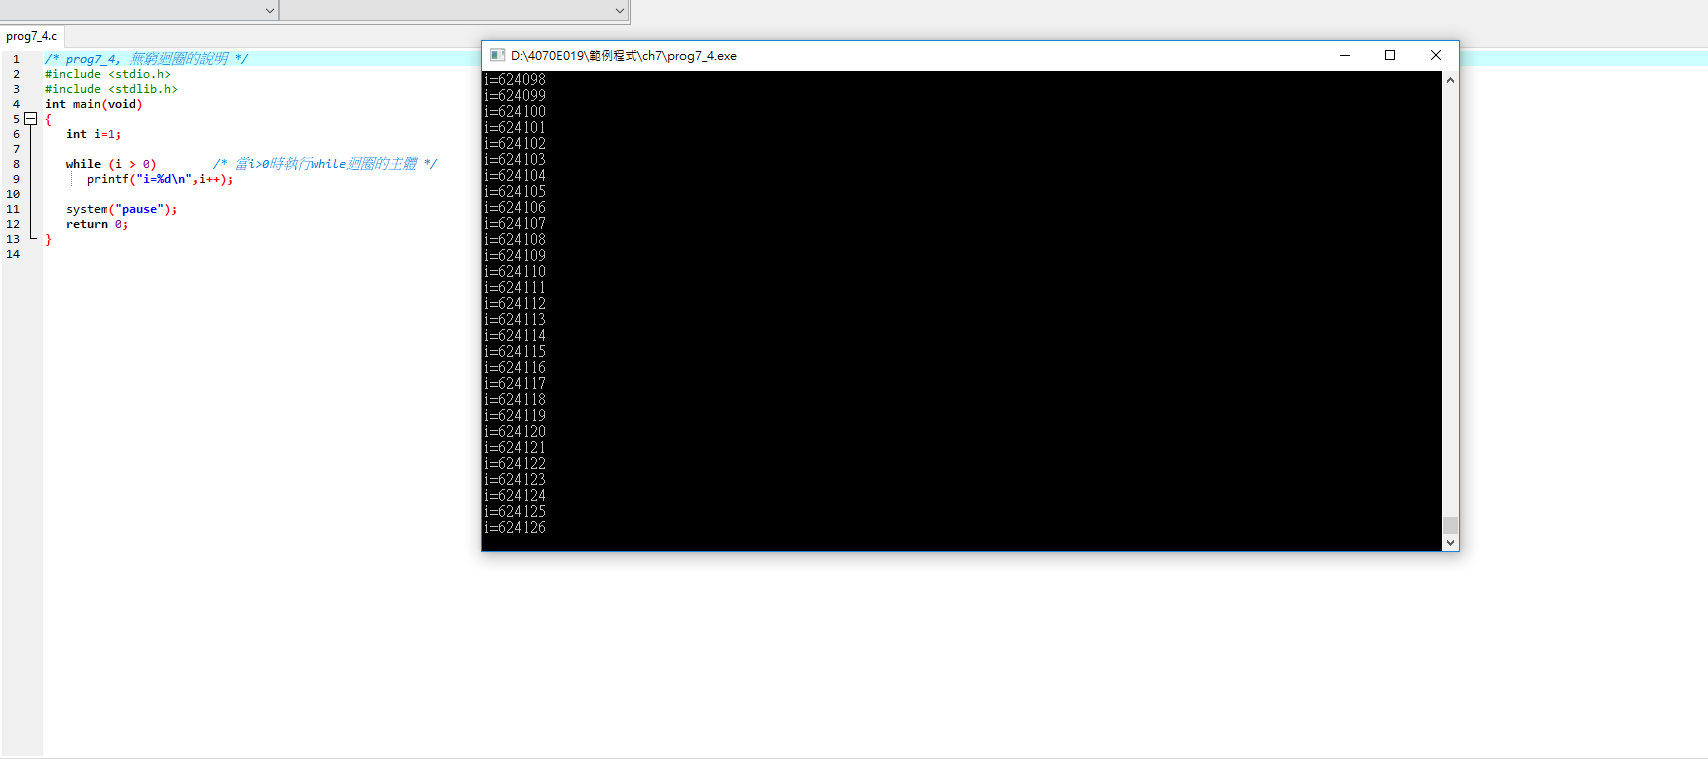 prog7_4.c
1 /* prog7_4, 無窮迴圈的說明 */
2 #include <stdio.h>
3 #include <stdlib.h>
4 int main(void)
5 {
6 int i=1;
7
8 while (i > 0) /* 當i>0時執行while迴圈的主體 */
9 printf("i=%d\n",i++);
10
11 system("pause");
12 return 0;
13 }
14
D:\4070E019\範例程式\ch7\prog7_4.exe
i=624098
i=624099
i=624100
i=624101
i=624102
i=624103
i=624104
i=624105
i=624106
i=624107
i=624108
i=624109
i=624110
i=624111
i=624112
i=624113
i=624114
i=624115
i=624116
i=624117
i=624118
i=624119
i=624120
i=624121
i=624122
i=624123
i=624124
i=624125
i=624126